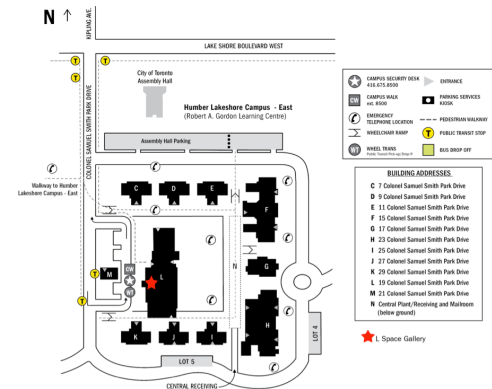 N
KIPLING AVE.
LAKE SHORE BOULEVARD WEST
T
T
T
City of Toronto
Assembly Hall
Humber Lakeshore Campus - East
(Robert A. Gordon Learning Centre)
COLONEL SAMUEL SMITH PARK DRIVE
Assembly Hall Parking
Walkway to Humber
Lakeshore Campus - East
C
D
E
F
G
H
CW
WT
M
T
T
L
N
K
J
I
LOT 4
LOT 5
CENTRAL RECEIVING
CAMPUS SECURITY DESK
416.675.8500
CW
CAMPUS WALK
ext. 8500
EMERGENCY
TELEPHONE LOCATION
WHEELCHAIR RAMP
WT
WHEEL TRANS
ENTRANCE
PARKING SERVICES
KIOSK
PEDESTRIAN WALKWAY
T
PUBLIC TRANSIT STOP
BUS DROP OFF
BUILDING ADDRESSES
C 7 Colonel Samuel Smith Park Drive
D 9 Colonel Samuel Smith Park Drive
E 11 Colonel Samuel Smith Park Drive
F 15 Colonel Samuel Smith Park Drive
G 17 Colonel Samuel Smith Park Drive
H 23 Colonel Samuel Smith Park Drive
I 25 Colonel Samuel Smith Park Drive
J 27 Colonel Samuel Smith Park Drive
K 29 Colonel Samuel Smith Park Drive
L 19 Colonel Samuel Smith Park Drive
M 21 Colonel Samuel Smith Park Drive
N Central Plant/Receiving and Mailroom
(below ground)
L Space Gallery